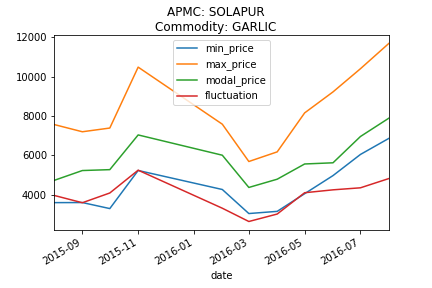 APMC: SOLAPUR
Commodity: GARLIC
12000
10000
8000
6000
4000
min_price
max_price
modal_price
fluctuation
2015-09
2015-11
2016-01
2016-03
2016-05
2016-07
date